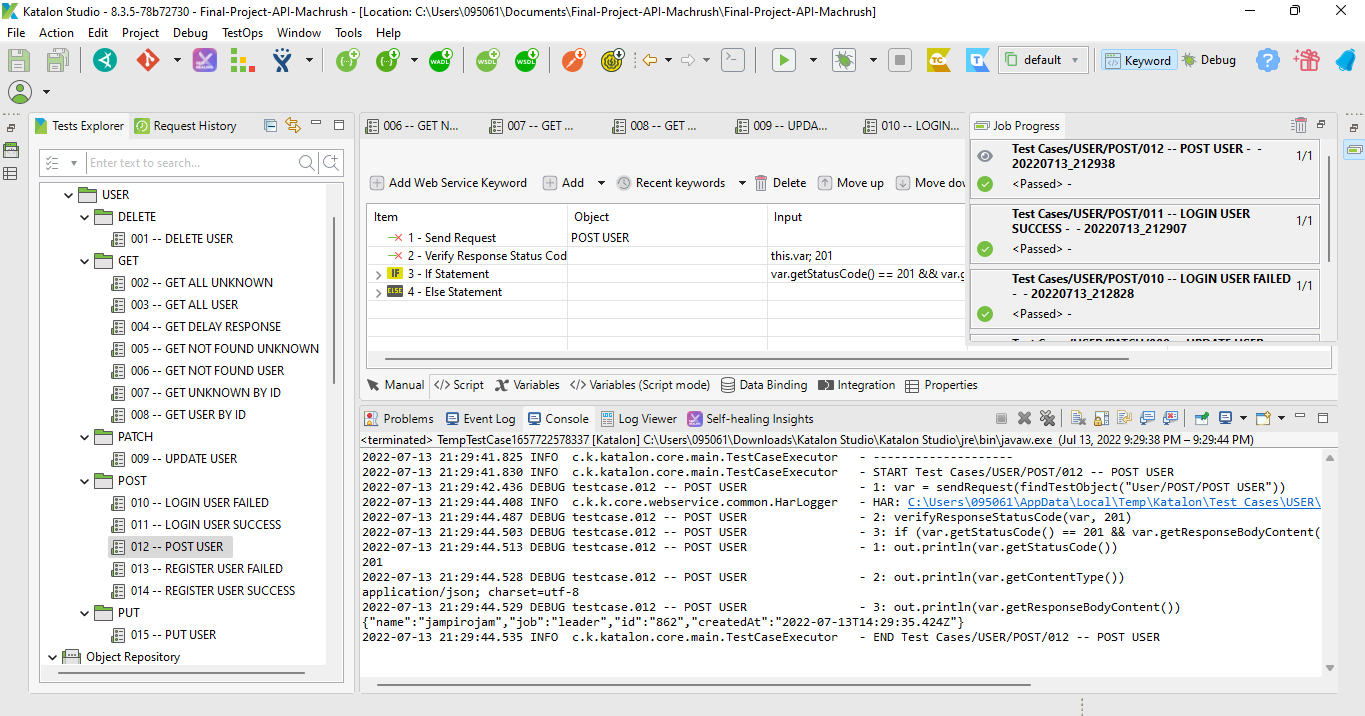 Katalon Studio - 8.3.5-78b72730 - Final-Project-API-Machrush - [Location: C:\Users\095061\Documents\Final-Project-API-Machrush\Final-Project-API-Machrush]
File Action Edit Project Debug TestOps Window Tools Help
default Keyword Debug
Tests Explorer Request History
Enter text to search...
USER
DELETE
001 -- DELETE USER
GET
002 -- GET ALL UNKNOWN
003 -- GET ALL USER
004 -- GET DELAY RESPONSE
005 -- GET NOT FOUND UNKNOWN
006 -- GET NOT FOUND USER
007 -- GET UNKNOWN BY ID
008 -- GET USER BY ID
PATCH
009 -- UPDATE USER
POST
010 -- LOGIN USER FAILED
011 -- LOGIN USER SUCCESS
012 -- POST USER
013 -- REGISTER USER FAILED
014 -- REGISTER USER SUCCESS
PUT
015 -- PUT USER
Object Repository
006 -- GET N... 007 -- GET ... 008 -- GET ... 009 -- UPDA... 010 -- LOGIN...
Add Web Service Keyword Add Recent keywords Delete Move up Move dow
Item Object Input
1 - Send Request POST USER
2 - Verify Response Status Cod this.var; 201
IF 3 - If Statement var.getStatusCode() == 201 && var.g
ELSE 4 - Else Statement
Manual </> Script Variables </> Variables (Script mode) Data Binding Integration Properties
Job Progress
Test Cases/USER/POST/012 -- POST USER - -
20220713_212938
1/1
<Passed> -
Test Cases/USER/POST/011 -- LOGIN USER
SUCCESS - - 20220713_212907
1/1
<Passed> -
Test Cases/USER/POST/010 -- LOGIN USER FAILED
- - 20220713_212828
1/1
<Passed> -
Problems Event Log Console Log Viewer Self-healing Insights
<terminated> TempTestCase1657722578337 [Katalon] C:\Users\095061\Downloads\Katalon Studio\Katalon Studio\jre\bin\javaw.exe (Jul 13, 2022 9:29:38 PM – 9:29:44 PM)
2022-07-13 21:29:41.825 INFO c.k.katalon.core.main.TestCaseExecutor - --------------------
2022-07-13 21:29:41.830 INFO c.k.katalon.core.main.TestCaseExecutor - START Test Cases/USER/POST/012 -- POST USER
2022-07-13 21:29:42.436 DEBUG testcase.012 -- POST USER - 1: var = sendRequest(findTestObject("User/POST/POST USER"))
2022-07-13 21:29:44.408 INFO c.k.k.core.webservice.common.HarLogger - HAR: C:\Users\095061\AppData\Local\Temp\Katalon\Test Cases\USER\
2022-07-13 21:29:44.487 DEBUG testcase.012 -- POST USER - 2: verifyResponseStatusCode(var, 201)
2022-07-13 21:29:44.503 DEBUG testcase.012 -- POST USER - 3: if (var.getStatusCode() == 201 && var.getResponseBodyContent(
2022-07-13 21:29:44.513 DEBUG testcase.012 -- POST USER - 1: out.println(var.getStatusCode())
201
2022-07-13 21:29:44.528 DEBUG testcase.012 -- POST USER - 2: out.println(var.getContentType())
application/json; charset=utf-8
2022-07-13 21:29:44.529 DEBUG testcase.012 -- POST USER - 3: out.println(var.getResponseBodyContent())
{"name":"jampirojam","job":"leader","id":"862","createdAt":"2022-07-13T14:29:35.424Z"}
2022-07-13 21:29:44.535 INFO c.k.katalon.core.main.TestCaseExecutor - END Test Cases/USER/POST/012 -- POST USER